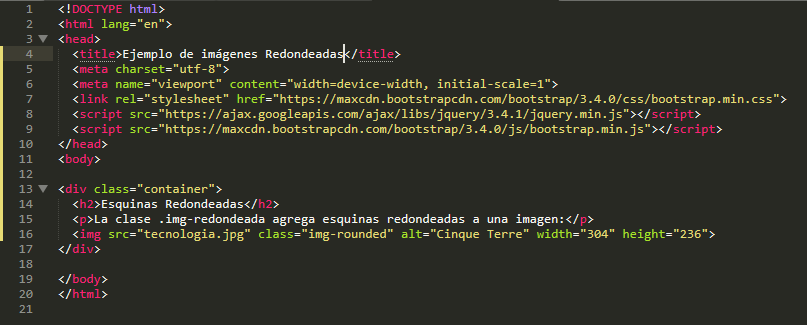 1 <!DOCTYPE html>
2 <html lang="en">
3 <head>
4 <title>Ejemplo de imágenes Redondeadas</title>
5 <meta charset="utf-8">
6 <meta name="viewport" content="width=device-width, initial-scale=1">
7 <link rel="stylesheet" href="https://maxcdn.bootstrapcdn.com/bootstrap/3.4.0/css/bootstrap.min.css">
8 <script src="https://ajax.googleapis.com/ajax/libs/jquery/3.4.1/jquery.min.js"></script>
9 <script src="https://maxcdn.bootstrapcdn.com/bootstrap/3.4.0/js/bootstrap.min.js"></script>
10 </head>
11 <body>
12
13 <div class="container">
14 <h2>Esquinas Redondeadas</h2>
15 <p>La clase .img-redondeada agrega esquinas redondeadas a una imagen:</p>
16 <img src="tecnologia.jpg" class="img-rounded" alt="Cinque Terre" width="304" height="236">
17 </div>
18
19 </body>
20 </html>
21